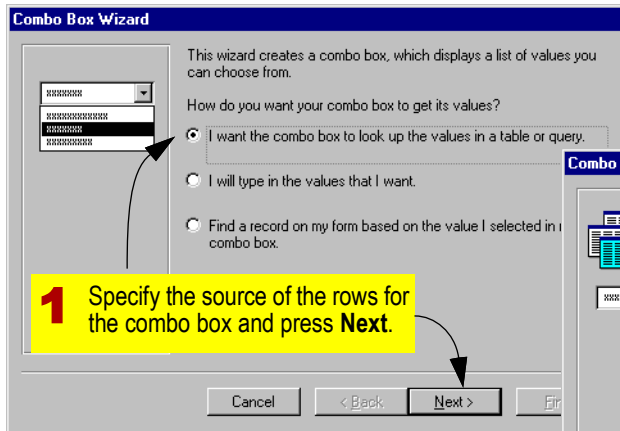 Combo Box Wizard
This wizard creates a combo box, which displays a list of values you
can choose from.
How do you want your combo box to get its values?
I want the combo box to look up the values in a table or query.
I will type in the values that I want.
Find a record on my form based on the value I selected in
combo box.
Combo
1 Specify the source of the rows for
the combo box and press Next.
Cancel
< Back
Next >